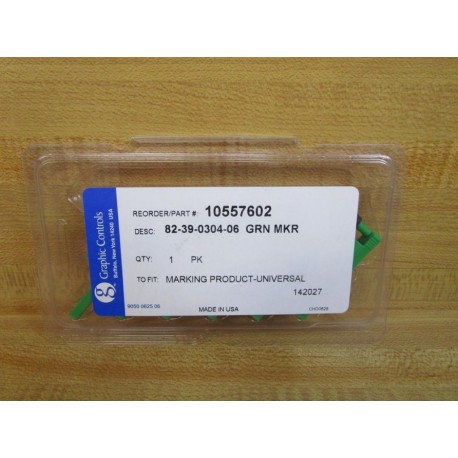 Graphic Controls
Buffalo, New York 14240 USA
REORDER/PART # 10557602
DESC: 82-39-0304-06 GRN MKR
QTY: 1 PK
TO FIT: MARKING PRODUCT-UNIVERSAL
142027
MADE IN USA